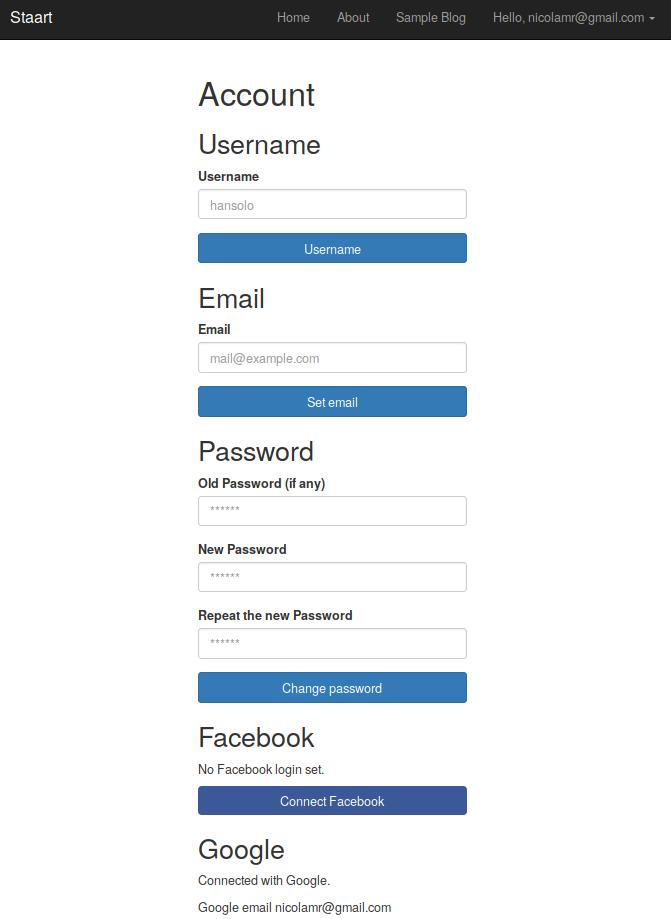 Staart Home About Sample Blog Hello, nicolamr@gmail.com
Account
Username
Username
hansolo
Username
Email
Email
mail@example.com
Set email
Password
Old Password (if any)
******
New Password
******
Repeat the new Password
******
Change password
Facebook
No Facebook login set.
Connect Facebook
Google
Connected with Google.
Google email nicolamr@gmail.com